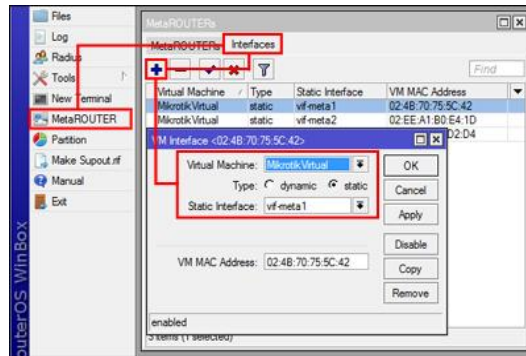 Files
Log
Radius
Tools
New Terminal
MetaROUTER
Partition
Make Supout.rif
Manual
Exit
RouterOS WinBox
MetaROUTERs
MetaROUTERs Interfaces
Find
Virtual Machine / Type Static Interface VM MAC Address
Mikrotik Virtual static vif-meta1 02:4B:70:75:5C:42
Mikrotik Virtual static vif-meta2 02:EE:A1:B0:E4:1D
D2:D4
VM Interface <02:4B:70:75:5C:42>
Virtual Machine: Mikrotik Virtual
Type: dynamic static
Static Interface: vif-meta1
VM MAC Address: 02:4B:70:75:5C:42
OK
Cancel
Apply
Disable
Copy
Remove
enabled
3 items (1 selected)